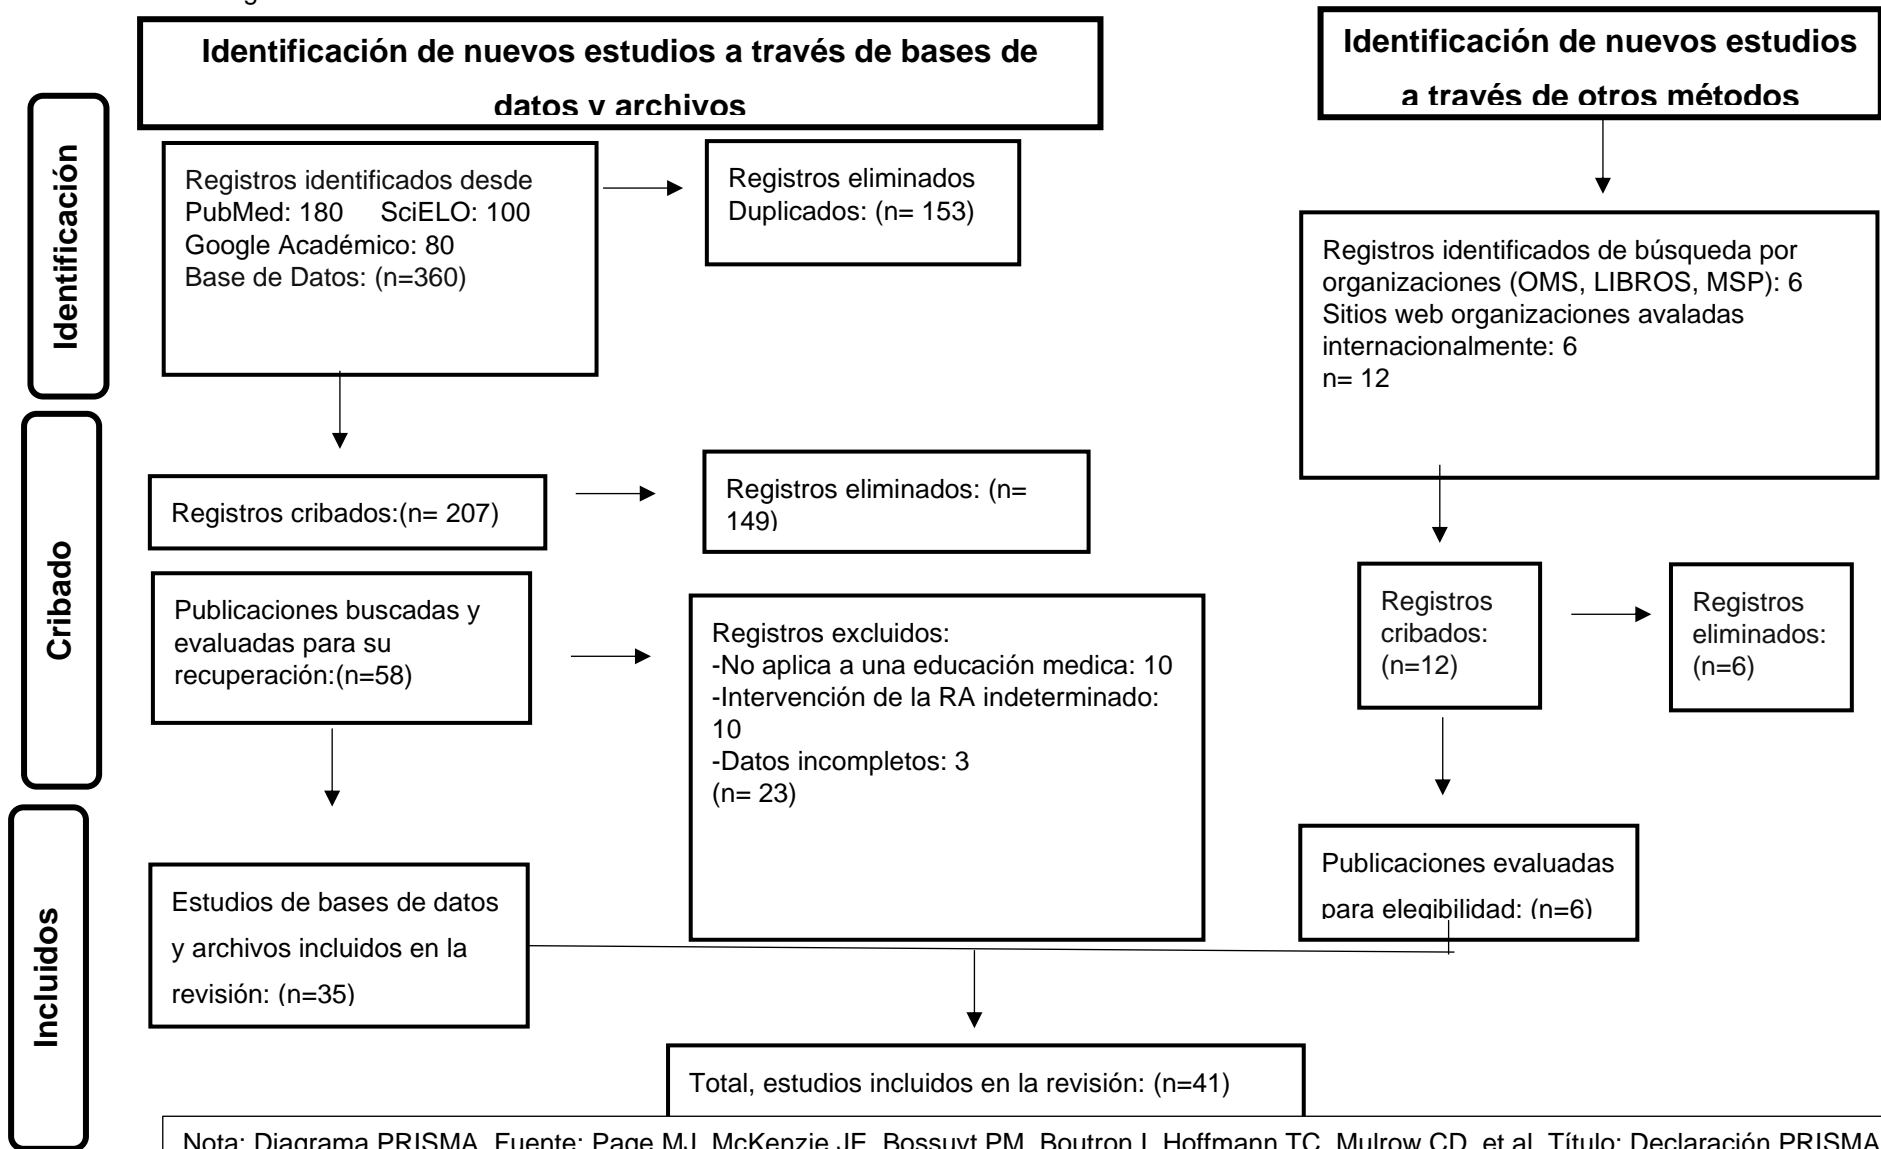 Identificación de nuevos estudios a través de bases de
datos y archivos
Identificación de nuevos estudios
a través de otros métodos
Identificación
Registros identificados desde
PubMed: 180 SciELO: 100
Google Académico: 80
Base de Datos: (n=360)
Registros eliminados
Duplicados: (n= 153)
Registros identificados de búsqueda por
organizaciones (OMS, LIBROS, MSP): 6
Sitios web organizaciones avaladas
internacionalmente: 6
n= 12
Cribado
Registros cribados:(n= 207)
Registros eliminados: (n=
149)
Publicaciones buscadas y
evaluadas para su
recuperación:(n=58)
Registros excluidos:
-No aplica a una educación medica: 10
-Intervención de la RA indeterminado:
10
-Datos incompletos: 3
(n= 23)
Registros
cribados:
(n=12)
Registros
eliminados:
(n=6)
Incluidos
Estudios de bases de datos
y archivos incluidos en la
revisión: (n=35)
Publicaciones evaluadas
para elegibilidad: (n=6)
Total, estudios incluidos en la revisión: (n=41)
Nota: Diagrama PRISMA. Fuente: Page MJ, McKenzie JE, Bossuyt PM, Boutron I, Hoffmann TC, Mulrow CD, et al. Título: Declaración PRISMA